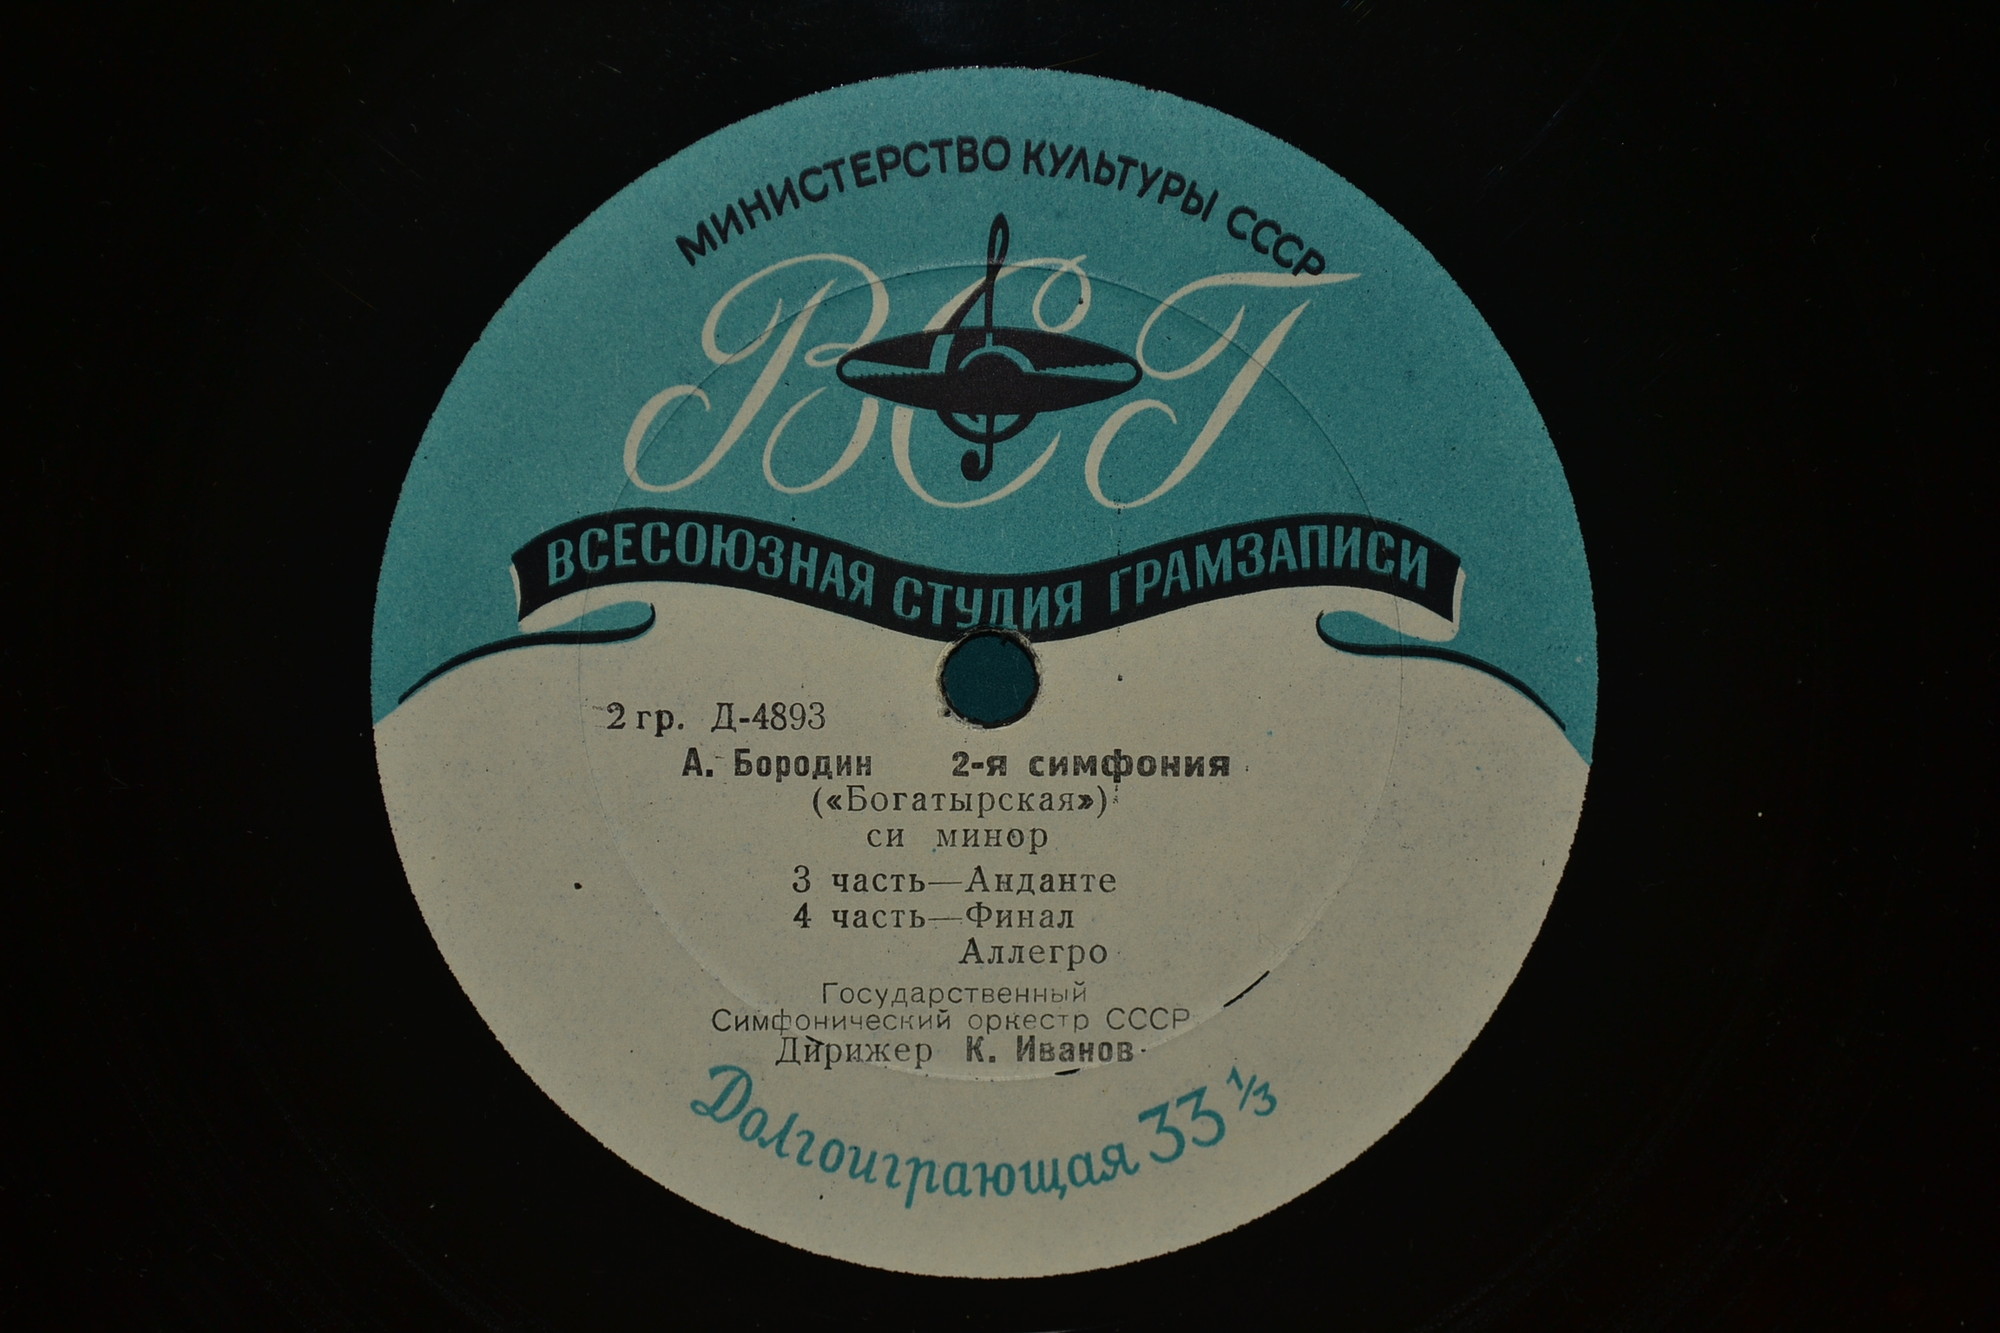 МИНИСТЕРСТВО КУЛЬТУРЫ СССР
ВСГ
ВСЕСОЮЗНАЯ СТУДИЯ ГРАМЗАПИСИ
2 гр. Д-4893
А. Бородин 2-я симфония
(«Богатырская»)
си минор
3 часть—Анданте
4 часть—Финал
Аллегро
Государственный
Симфонический оркестр СССР
Дирижер К. Иванов
Долгоиграющая 33 1/3